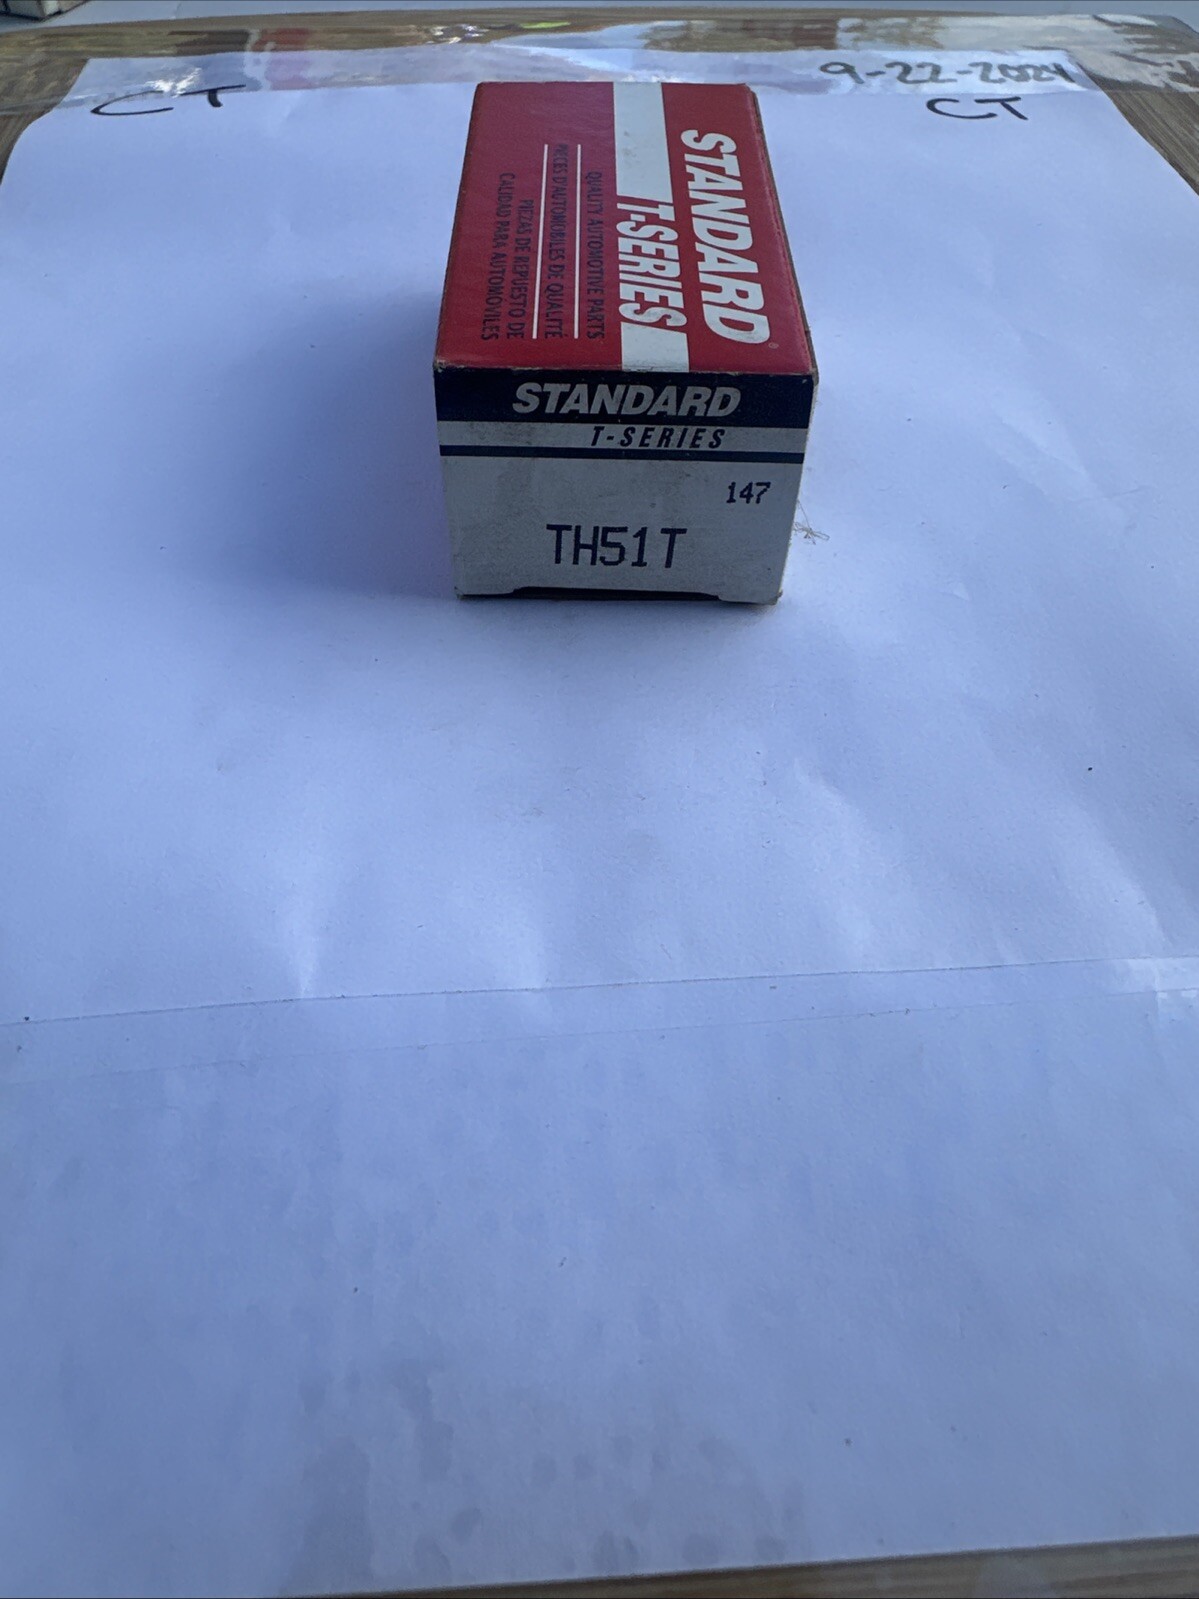 9-22-2024
CT
CT
STANDARD
T-SERIES
QUALITY AUTOMOTIVE PARTS
PIÈCES D'AUTOMOBILES DE QUALITÉ
PIEZAS DE REPUESTO DE
CALIDAD PARA AUTOMOVILES
STANDARD
T-SERIES
147
TH51T